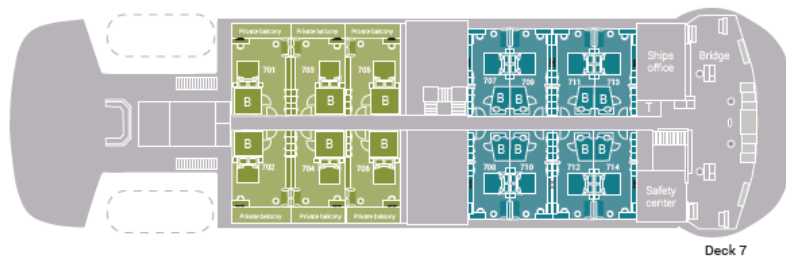 Private balcony Private balcony Private balcony
701 703 705
B B B
707 709 711 713
B B B B
Ships
office
Bridge
T
B B B
702 704 705
B B B B
708 710 712 714
Safety
center
Private balcony Private balcony Private balcony
Deck 7